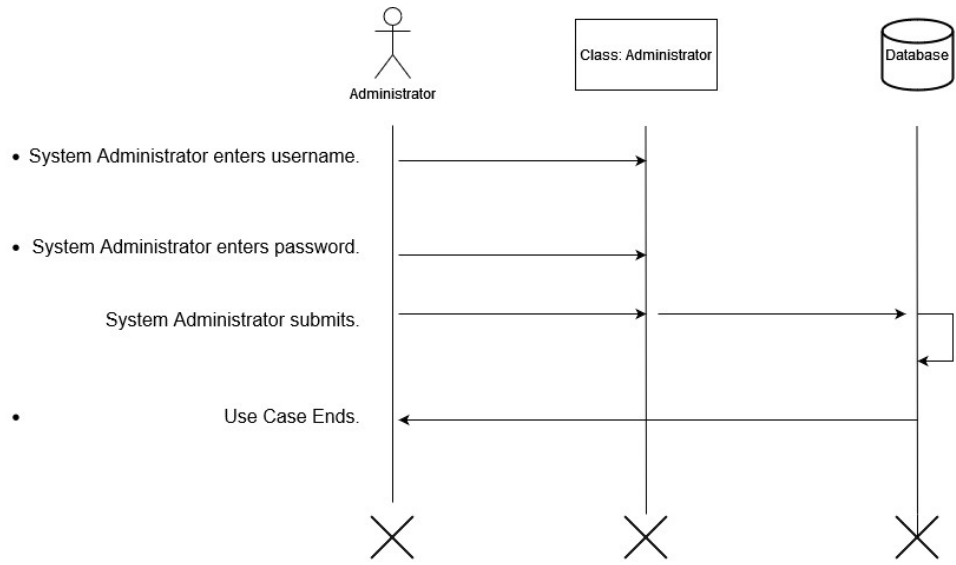 Class: Administrator
Database
Administrator
• System Administrator enters username.
• System Administrator enters password.
System Administrator submits.
• Use Case Ends.